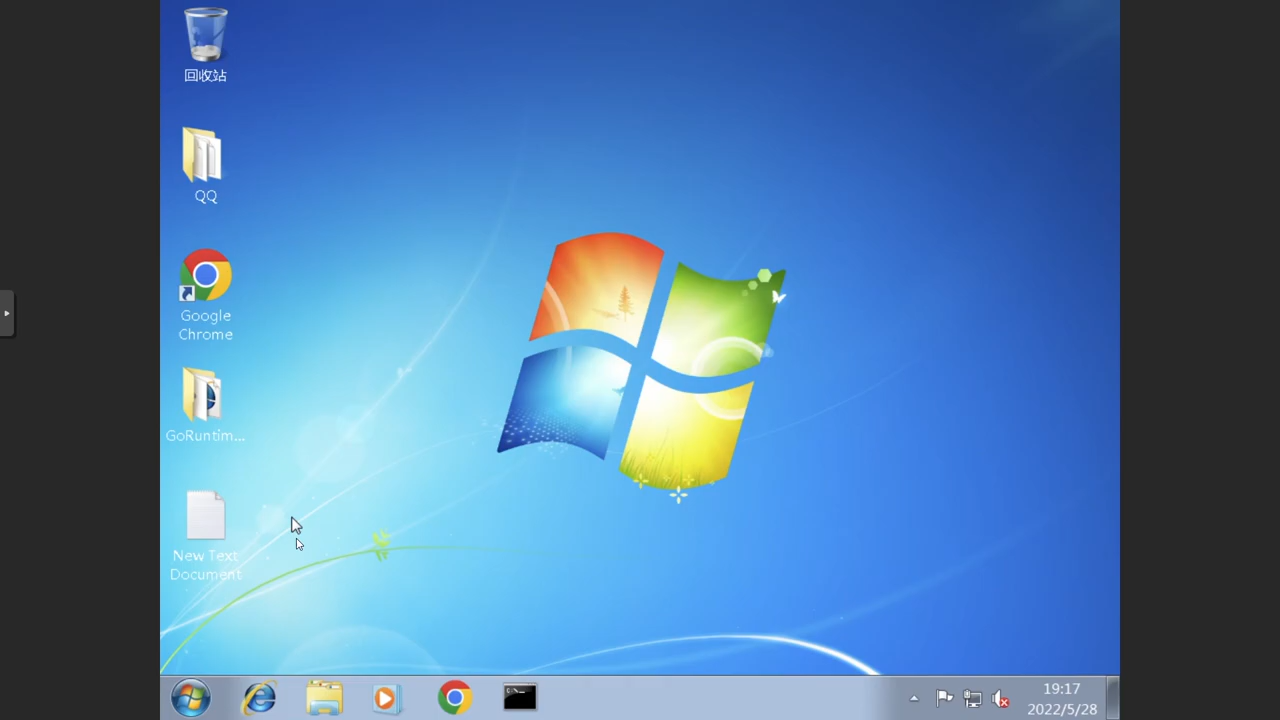 回收站
QQ
Google
Chrome
GoRuntim...
New Text
Document
19:17
2022/5/28